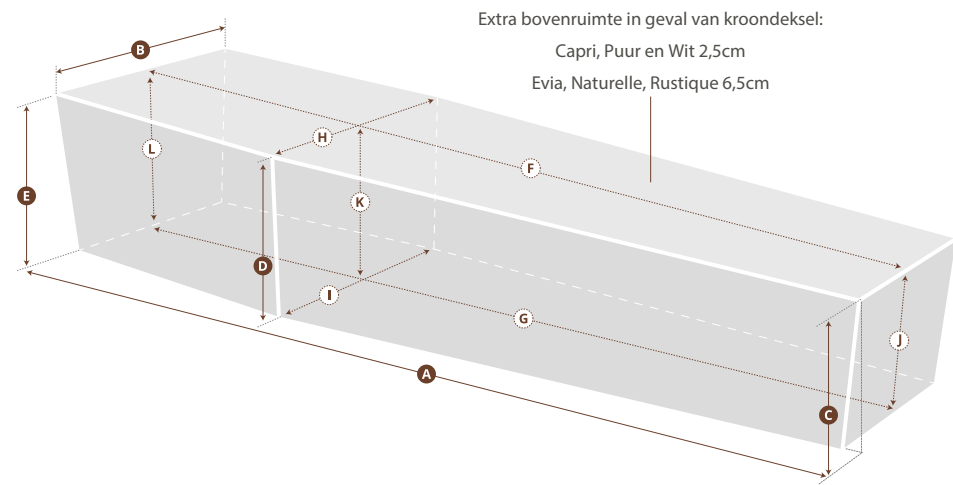 Extra bovenruimte in geval van kroondeksel:
Capri, Puur en Wit 2,5cm
Evia, Naturelle, Rustique 6,5cm
B
H
L
F
E
K
D
I
G
J
A
C